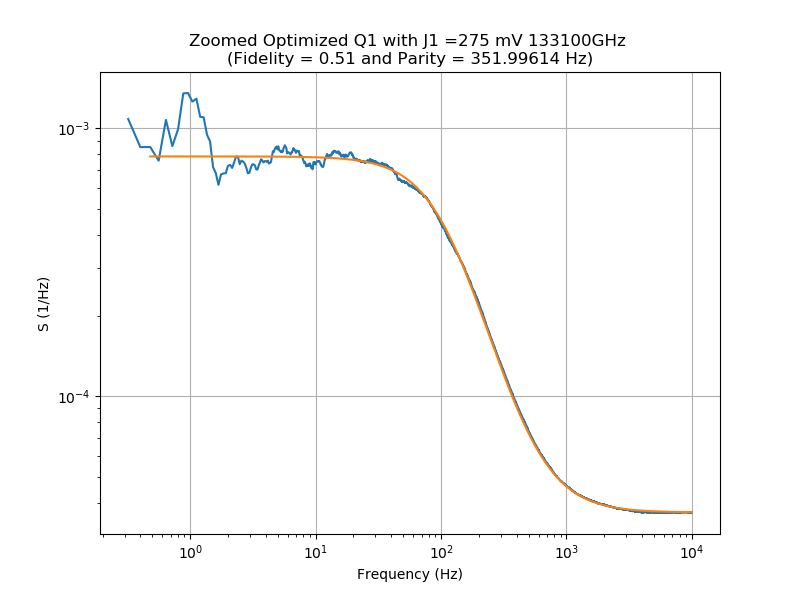 Zoomed Optimized Q1 with J1 =275 mV 133100GHz
(Fidelity = 0.51 and Parity = 351.99614 Hz)
S (1/Hz)
10⁻³
10⁻⁴
10⁰ 10¹ 10² 10³ 10⁴
Frequency (Hz)